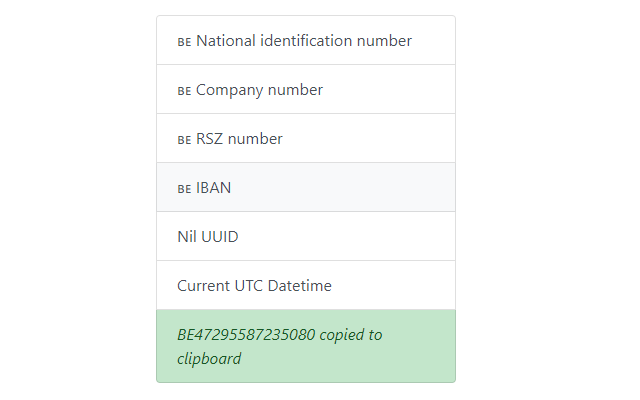 BE National identification number
BE Company number
BE RSZ number
BE IBAN
Nil UUID
Current UTC Datetime
BE47295587235080 copied to
clipboard